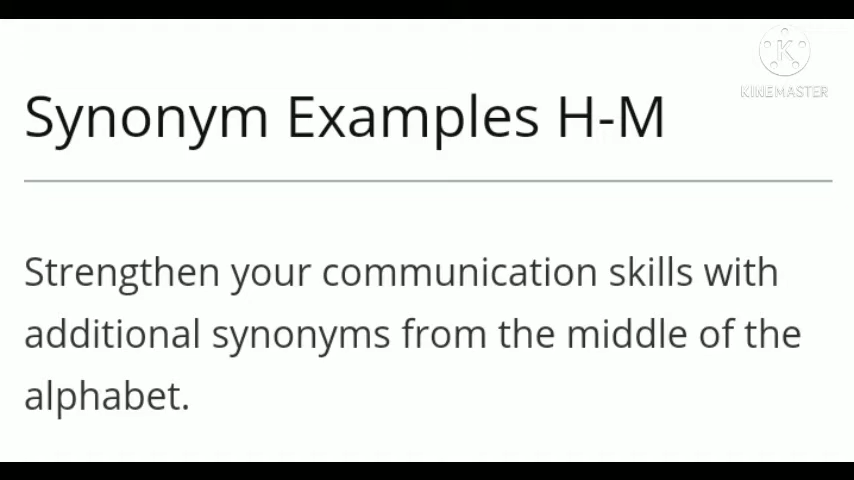 KINEMASTER
Synonym Examples H-M
Strengthen your communication skills with
additional synonyms from the middle of the
alphabet.